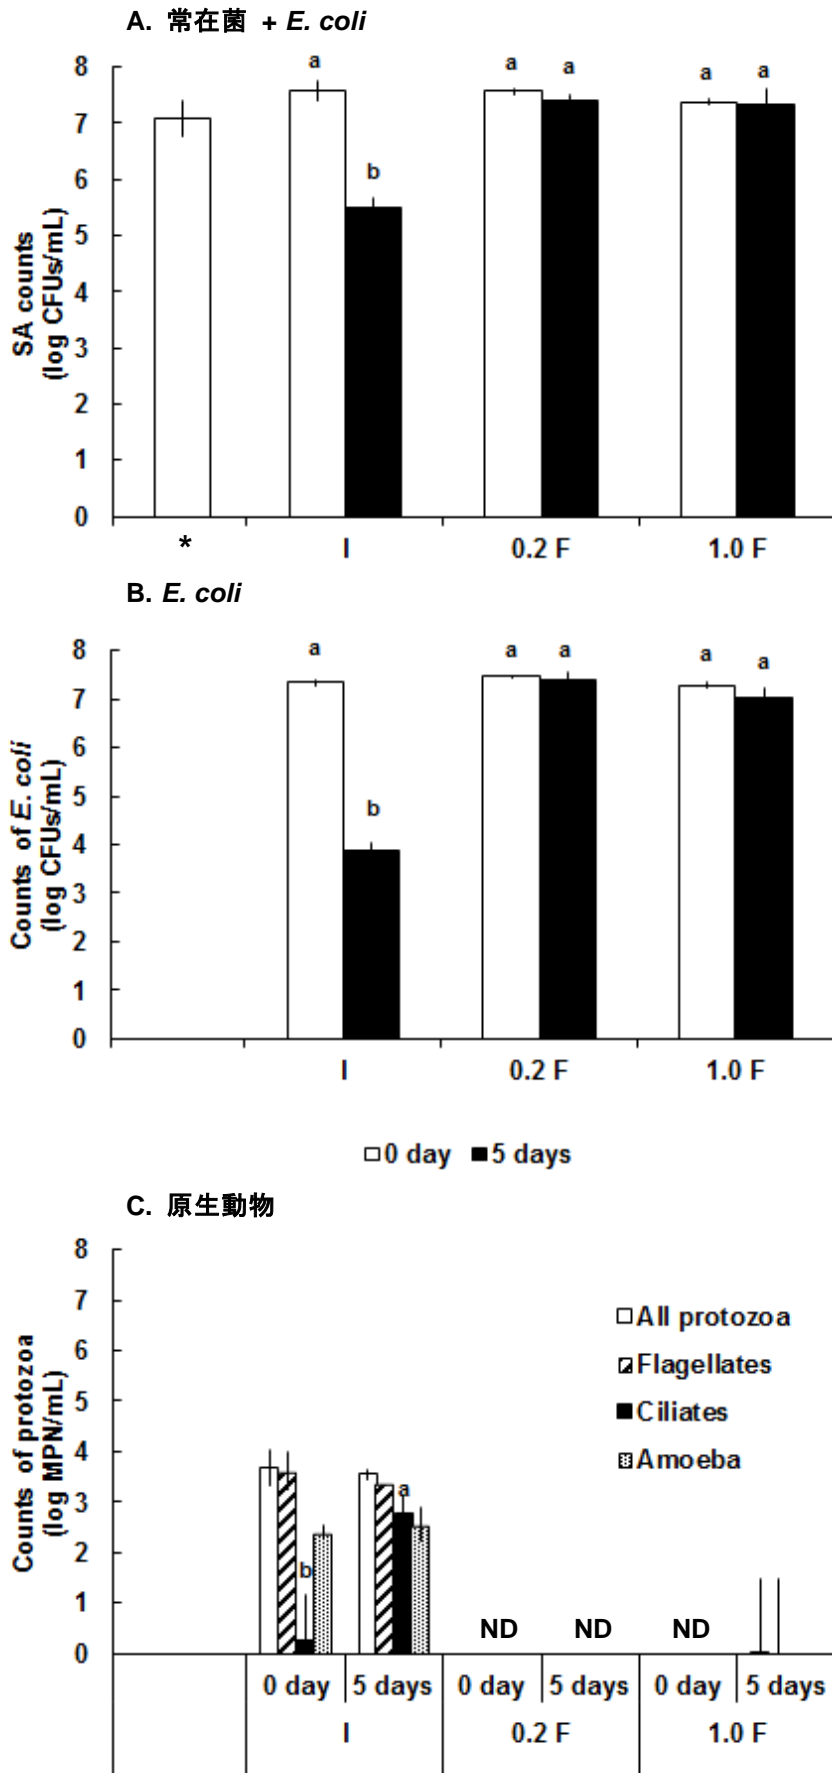 A. 常在菌 + E. coli
8
7
6
5
4
3
2
1
0
SA counts
(log CFUs/mL)
a
b
a
a
a
a
*
I
0.2 F
1.0 F
B. E. coli
8
7
6
5
4
3
2
1
0
Counts of E. coli
(log CFUs/mL)
a
b
a
a
a
a
I
0.2 F
1.0 F
0 day
5 days
C. 原生動物
8
7
6
5
4
3
2
1
0
Counts of protozoa
(log MPN/mL)
All protozoa
Flagellates
Ciliates
Amoeba
b
a
ND
ND
ND
0 day
5 days
0 day
5 days
0 day
5 days
I
0.2 F
1.0 F